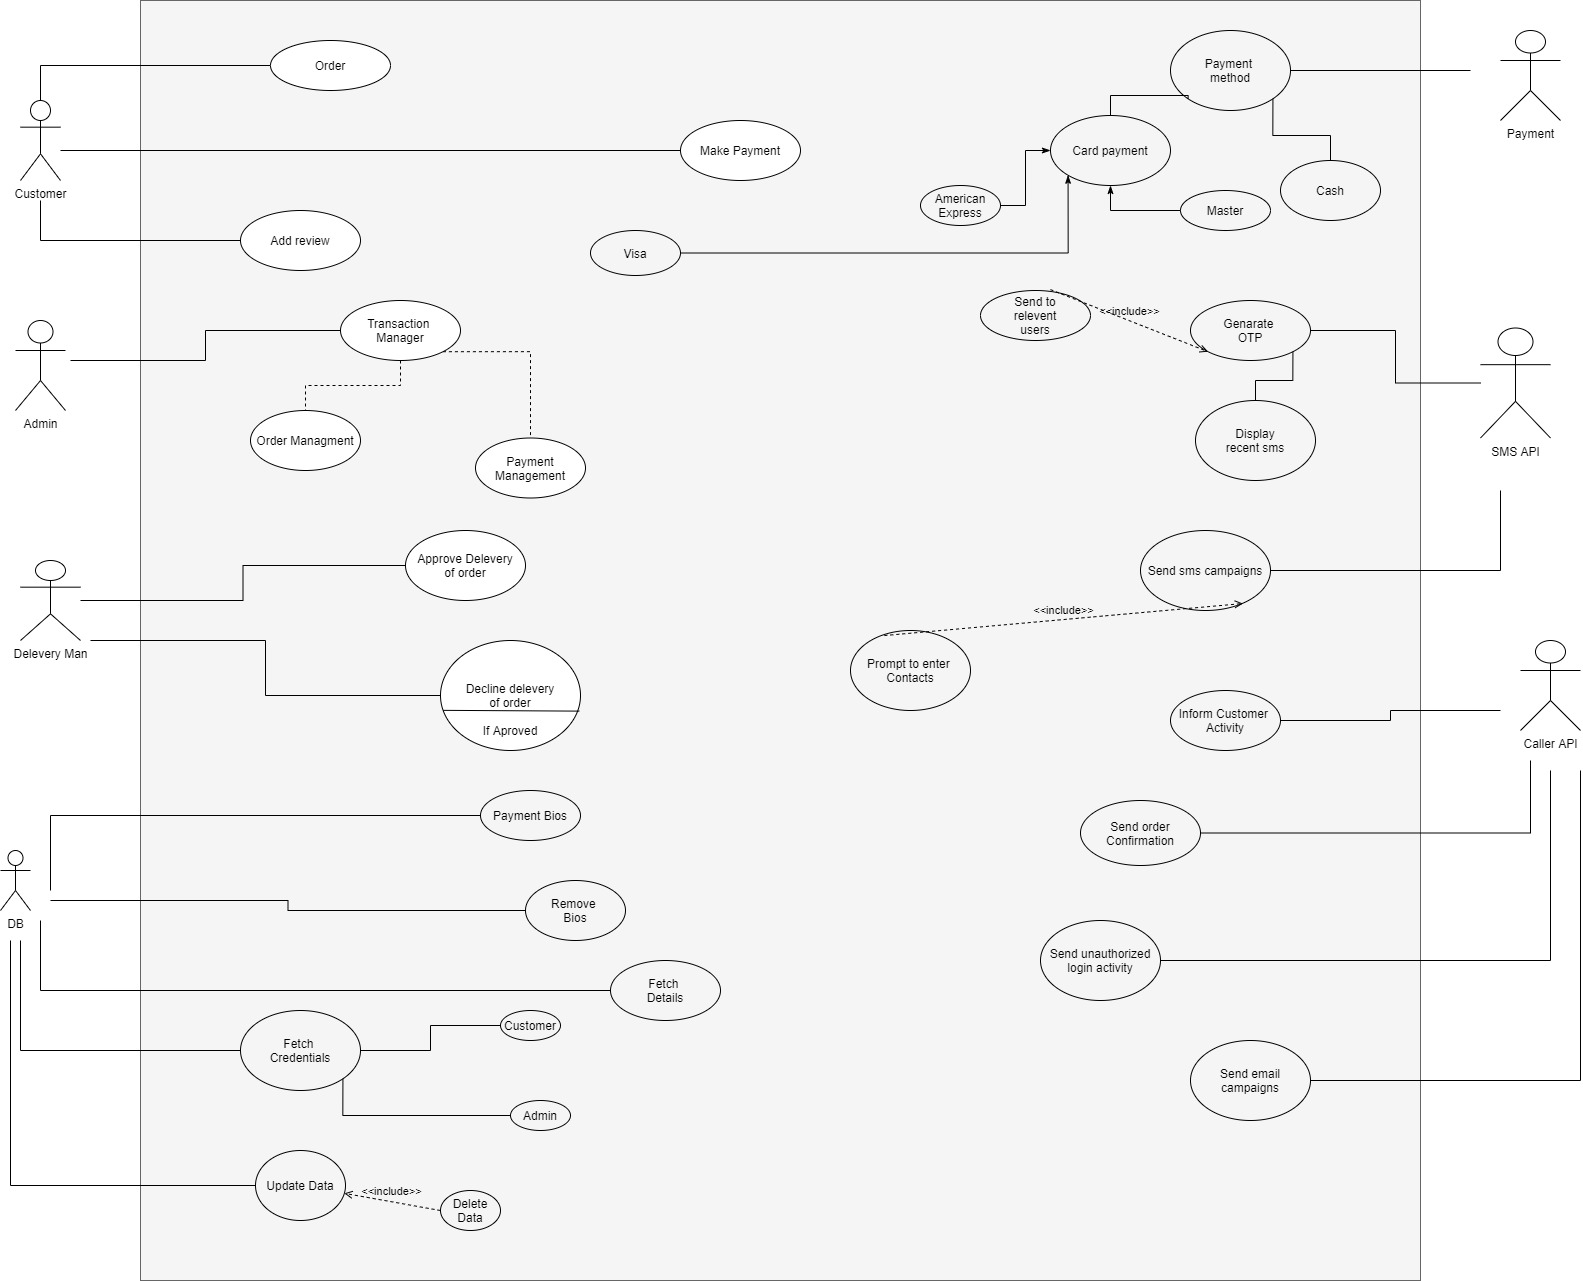 Order
Payment
method
Payment
Make Payment
Card payment
Customer
Cash
American
Express
Master
Add review
Visa
Transaction
Manager
Send to
relevent
users
<<include>>
Genarate
OTP
Admin
Order Managment
Display
recent sms
SMS API
Payment
Management
Approve Delevery
of order
Send sms campaigns
<<include>>
Delevery Man
Prompt to enter
Contacts
Decline delevery
of order
If Aproved
Inform Customer
Activity
Caller API
Payment Bios
Send order
Confirmation
Remove
Bios
DB
Send unauthorized
login activity
Fetch
Details
Fetch
Credentials
Customer
Send email
campaigns
Admin
Update Data
<<include>>
Delete
Data